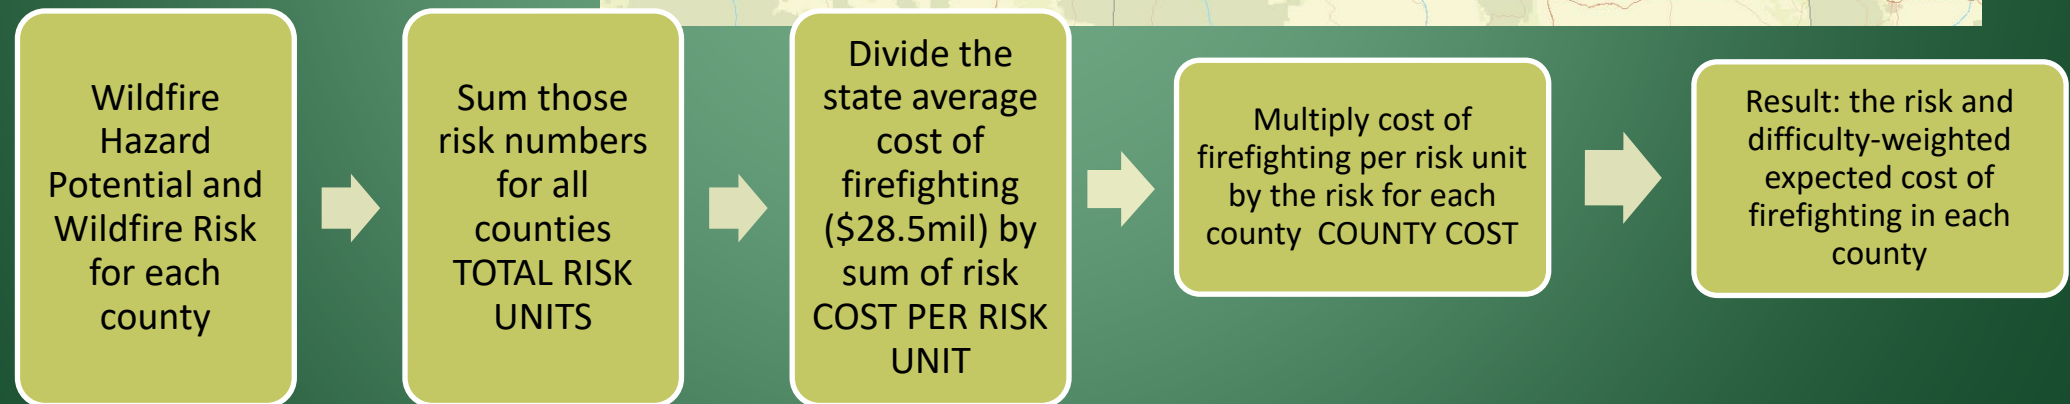 Wildfire
Hazard
Potential and
Wildfire Risk
for each
county
Sum those
risk numbers
for all
counties
TOTAL RISK
UNITS
Divide the
state average
cost of
firefighting
($28.5mil) by
sum of risk
COST PER RISK
UNIT
Multiply cost of
firefighting per risk unit
by the risk for each
county  COUNTY COST
Result: the risk and
difficulty-weighted
expected cost of
firefighting in each
county